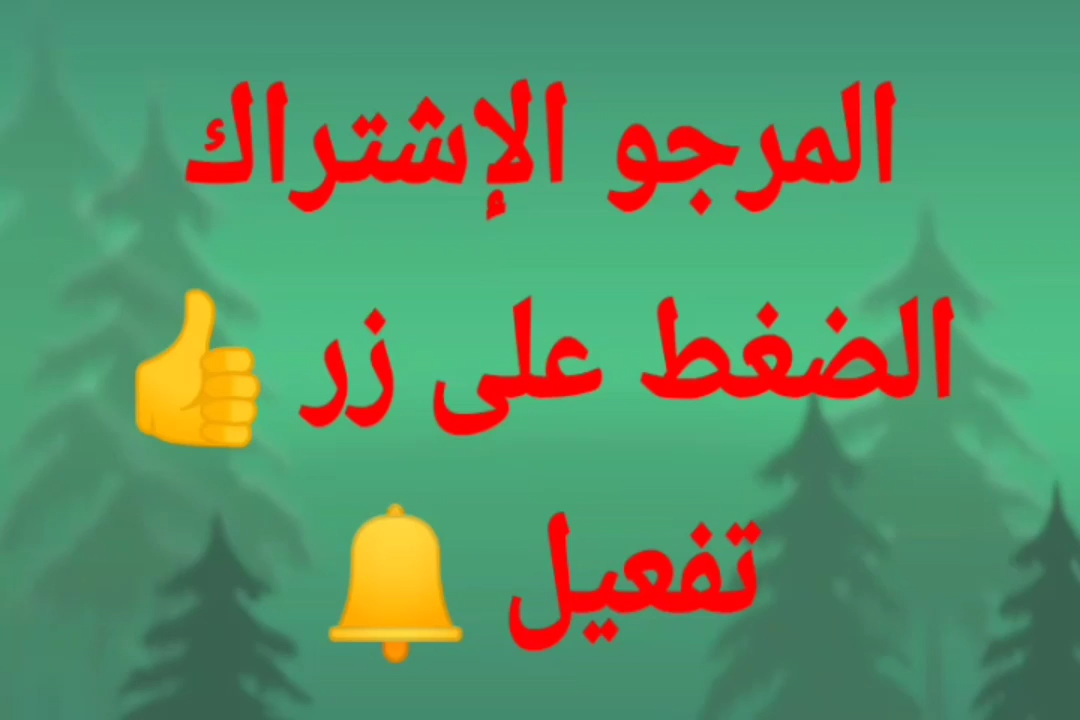 المرجو الإشتراك
الضغط على زر 👍
تفعيل 🔔